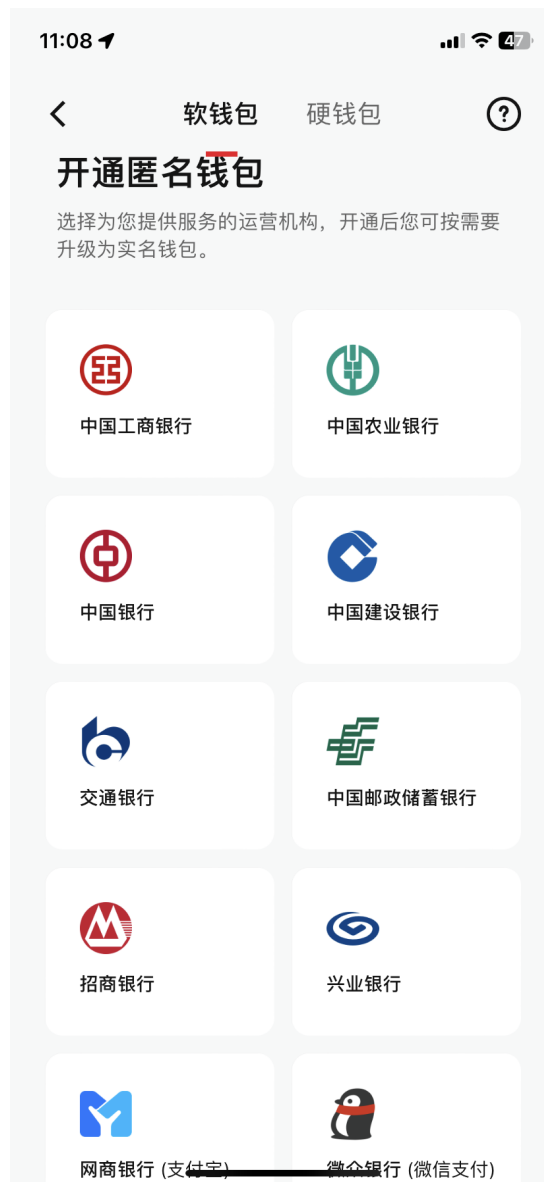 11:08
47
软钱包 硬钱包
开通匿名钱包
选择为您提供服务的运营机构，开通后您可按需要
升级为实名钱包。
中国工商银行 中国农业银行
中国银行 中国建设银行
交通银行 中国邮政储蓄银行
招商银行 兴业银行
网商银行 (支付宝) 微众银行 (微信支付)